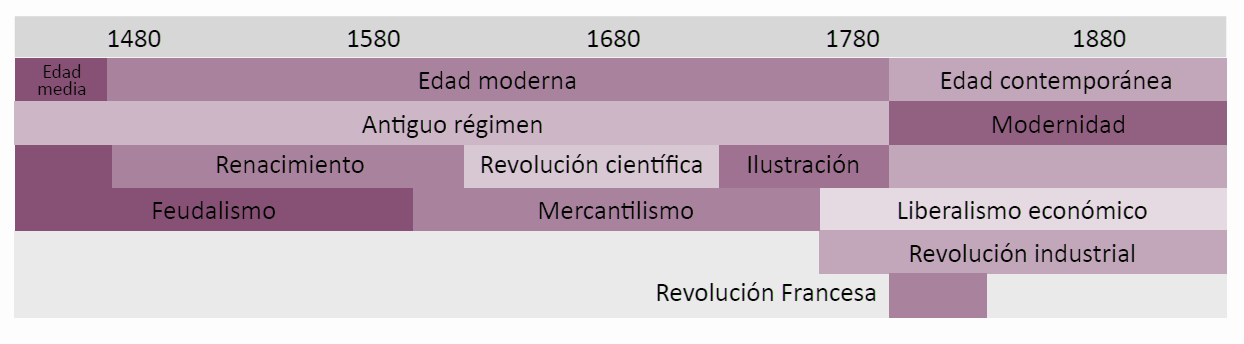 1480 1580 1680 1780 1880
Edad
media
Edad moderna
Edad contemporánea
Antiguo régimen
Modernidad
Renacimiento
Revolución científica
Ilustración
Feudalismo
Mercantilismo
Liberalismo económico
Revolución industrial
Revolución Francesa